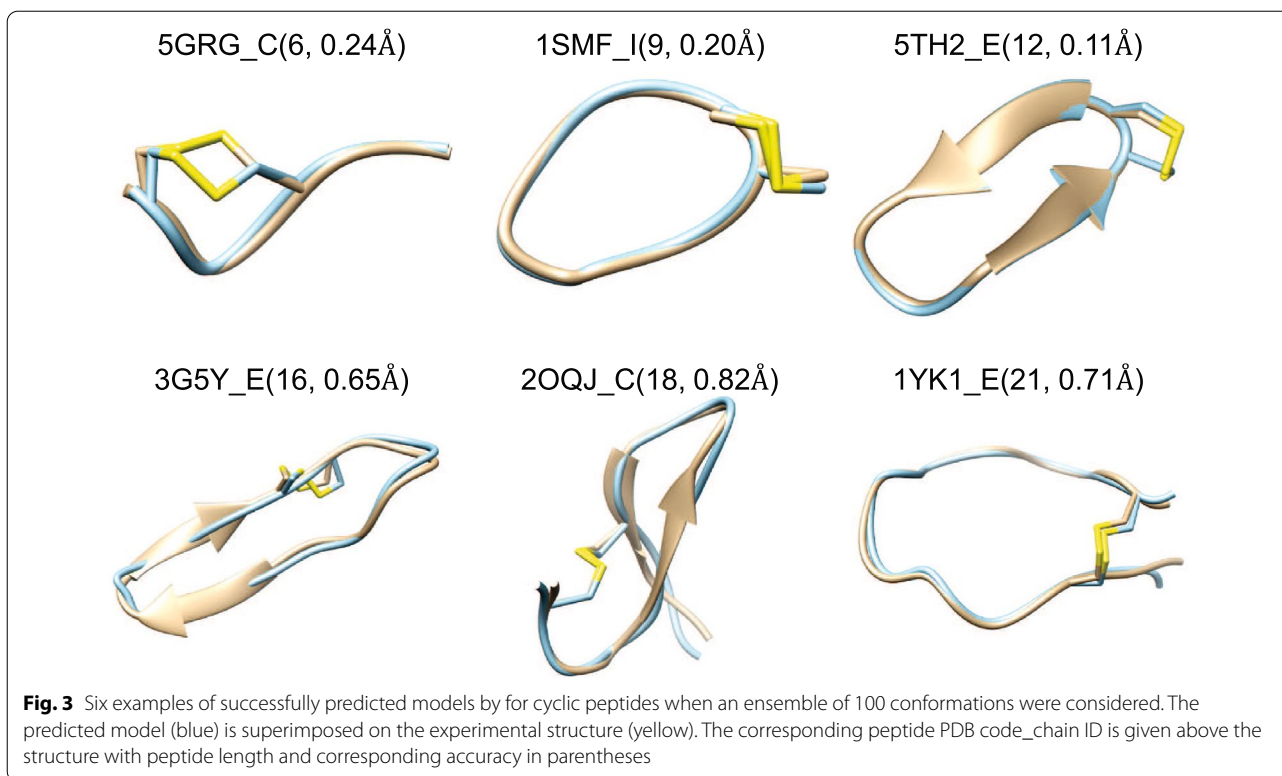 5GRG_C(6, 0.24Å) 1SMF_I(9, 0.20Å) 5TH2_E(12, 0.11Å)
3G5Y_E(16, 0.65Å) 2OQJ_C(18, 0.82Å) 1YK1_E(21, 0.71Å)
Fig. 3 Six examples of successfully predicted models by for cyclic peptides when an ensemble of 100 conformations were considered. The
predicted model (blue) is superimposed on the experimental structure (yellow). The corresponding peptide PDB code_chain ID is given above the
structure with peptide length and corresponding accuracy in parentheses